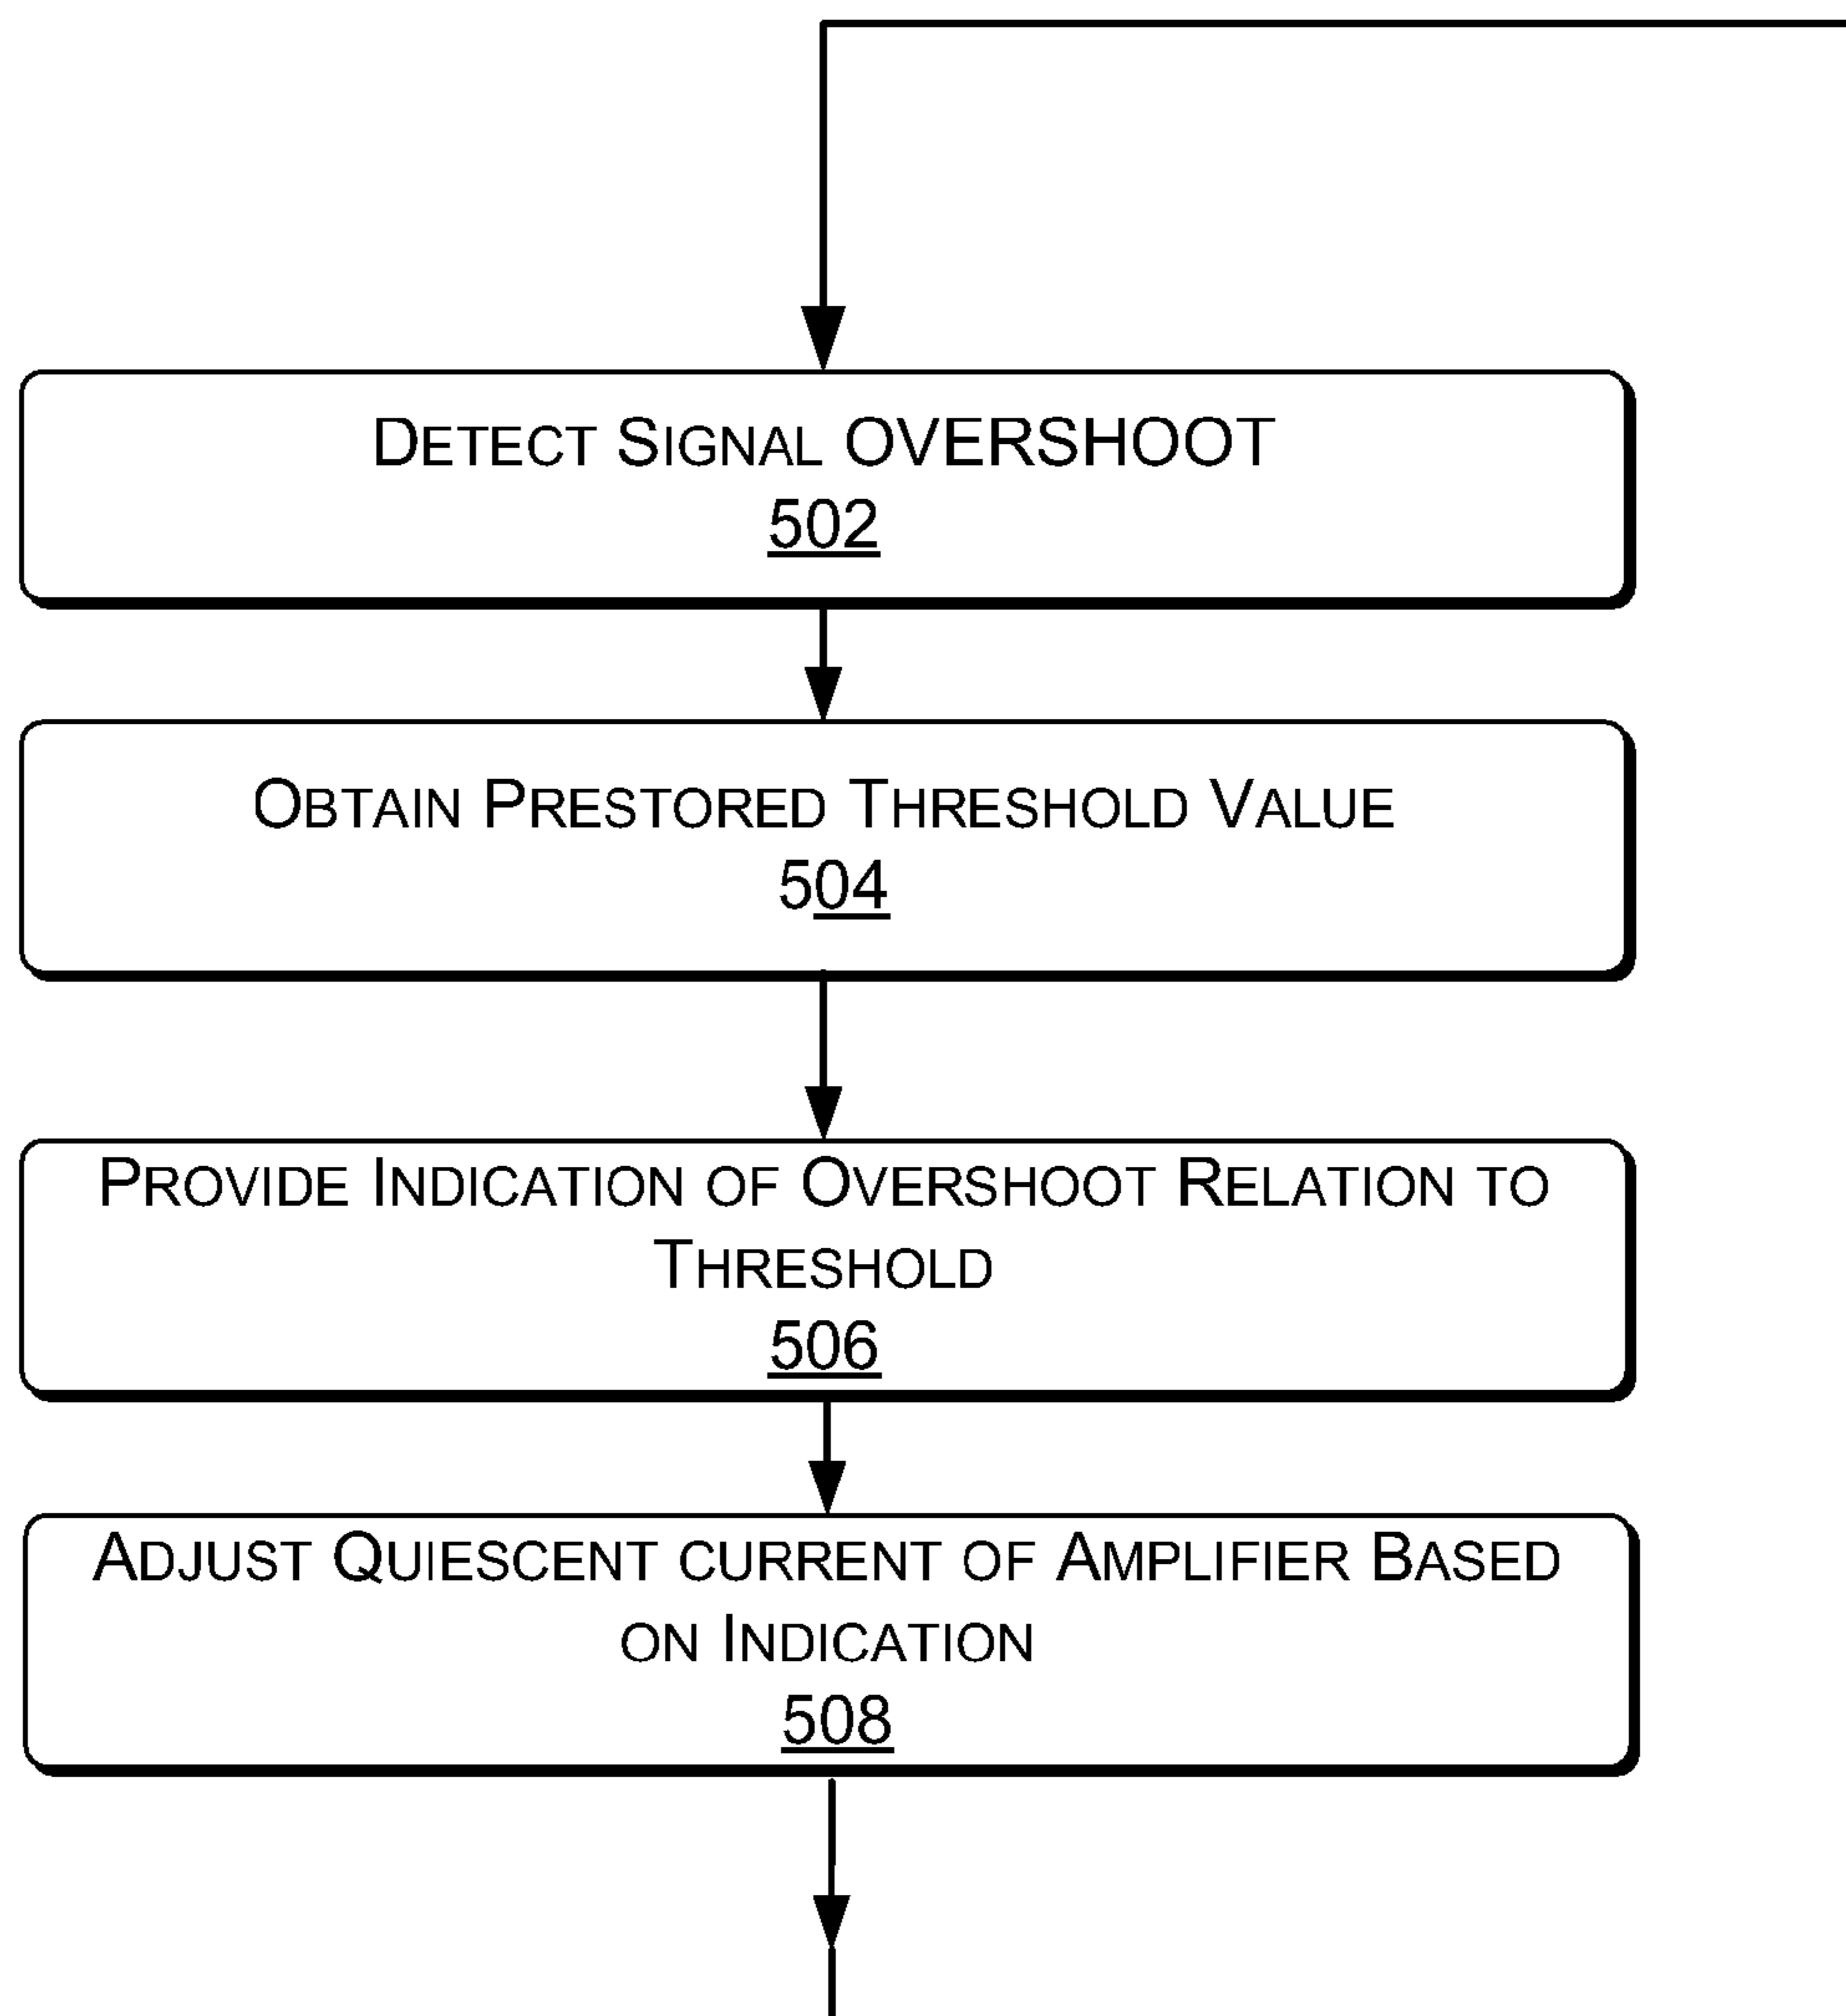 DETECT SIGNAL OVERSHOOT
502
OBTAIN PRESTORED THRESHOLD VALUE
504
PROVIDE INDICATION OF OVERSHOOT RELATION TO
THRESHOLD
506
ADJUST QUIESCENT CURRENT OF AMPLIFIER BASED
ON INDICATION
508